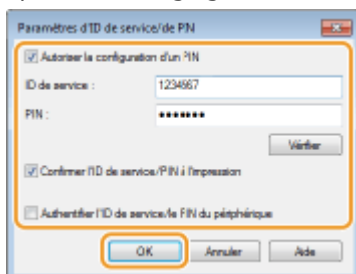 Paramètres d'ID de service/de PIN
Autoriser la configuration d'un PIN
ID de service : 1234567
PIN : •••••••
Vérifier
Confirmer l'ID de service/PIN à l'impression
Authentifier l'ID de service/le PIN du périphérique
OK Annuler Aide